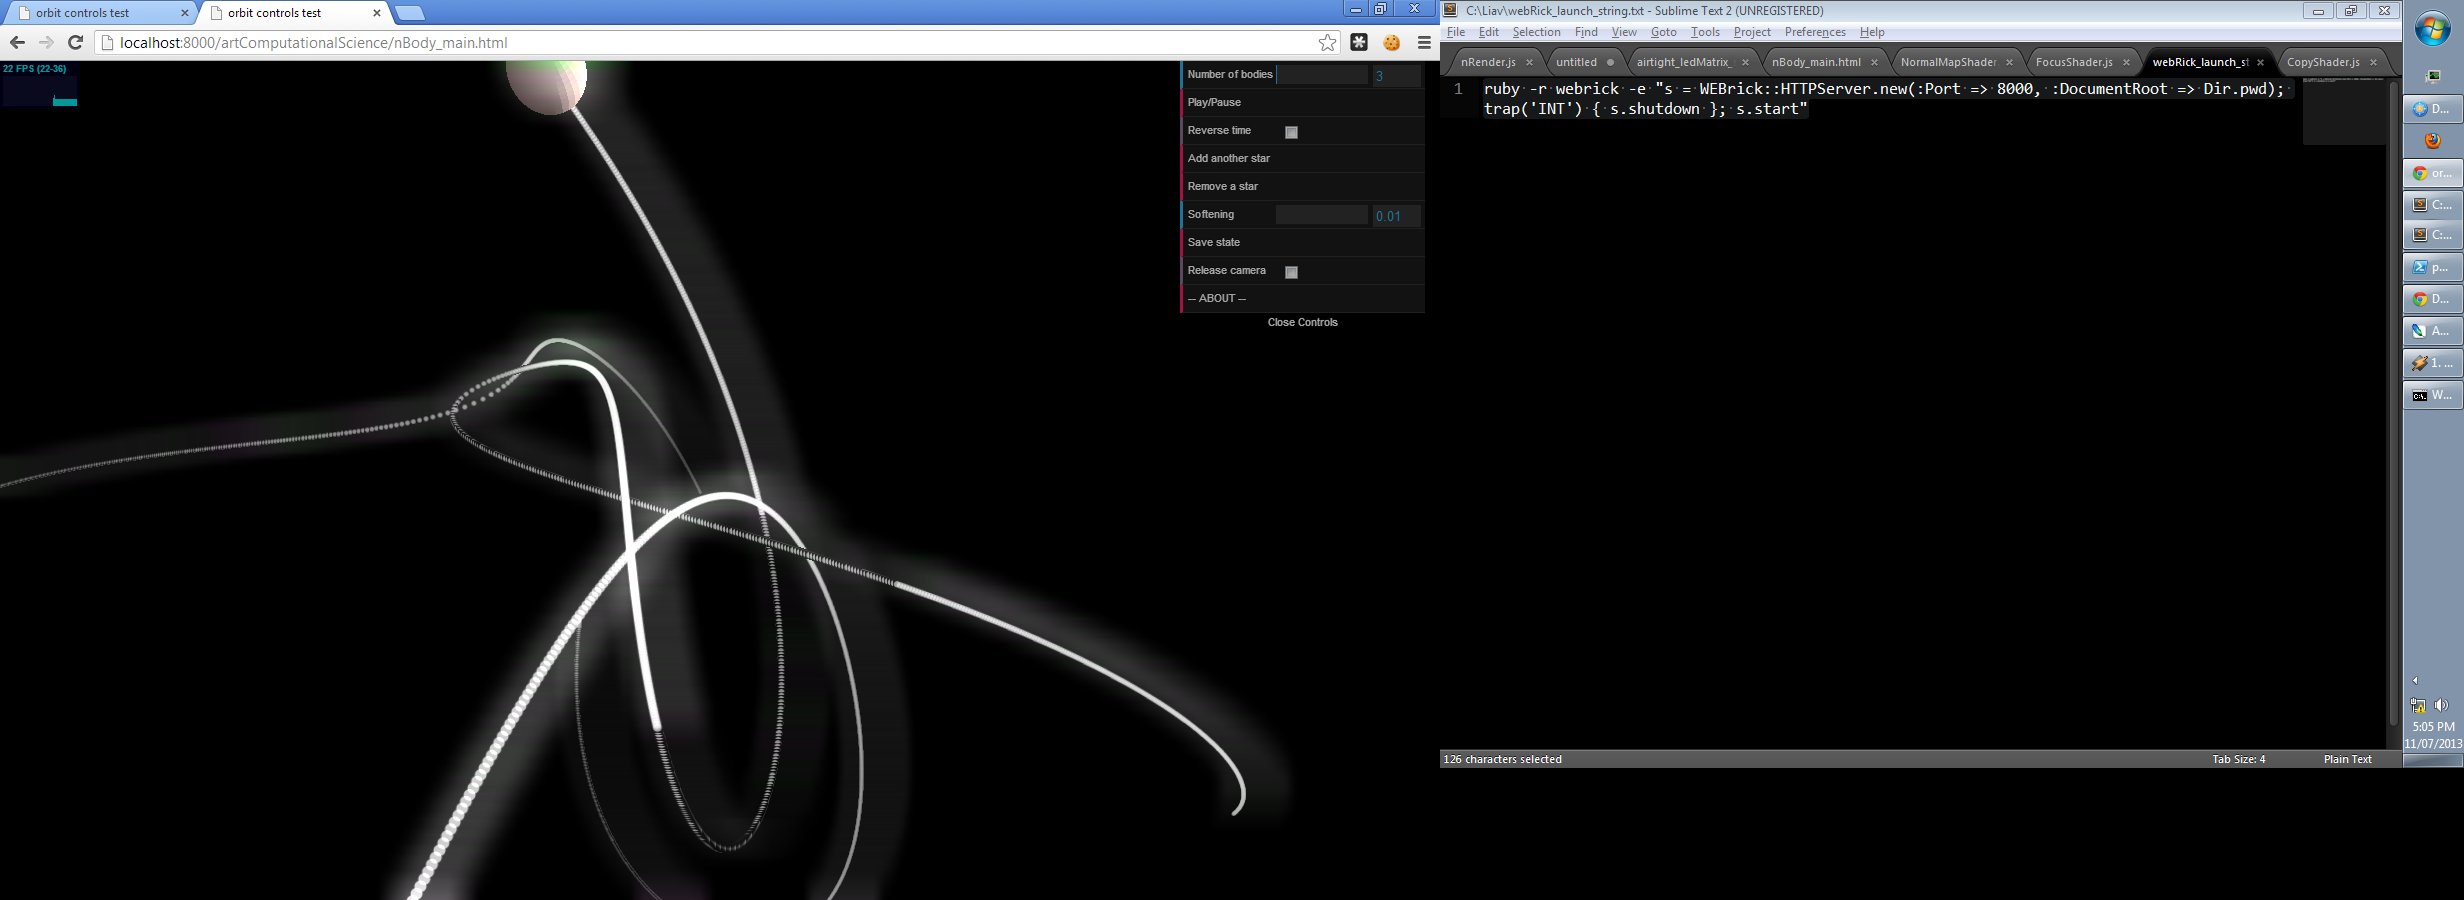 orbit controls test
orbit controls test
localhost:8000/artComputationalScience/nBody_main.html
22 FPS (22-36)
Number of bodies 3
Play/Pause
Reverse time
Add another star
Remove a star
Softening 0.01
Save state
Release camera
-- ABOUT --
Close Controls
C:\Liav\webRick_launch_string.txt - Sublime Text 2 (UNREGISTERED)
File Edit Selection Find View Goto Tools Project Preferences Help
nRender.js untitled airtight_ledMatrix_ nBody_main.html NormalMapShader FocusShader.js webRick_launch_st CopyShader.js
1 ruby -r webrick -e "s = WEBrick::HTTPServer.new(:Port => 8000, :DocumentRoot => Dir.pwd);
trap('INT') { s.shutdown }; s.start"
126 characters selected Tab Size: 4 Plain Text
D...
or...
C:...
C:...
p...
D...
A...
1. ...
W...
5:05 PM
11/07/2013